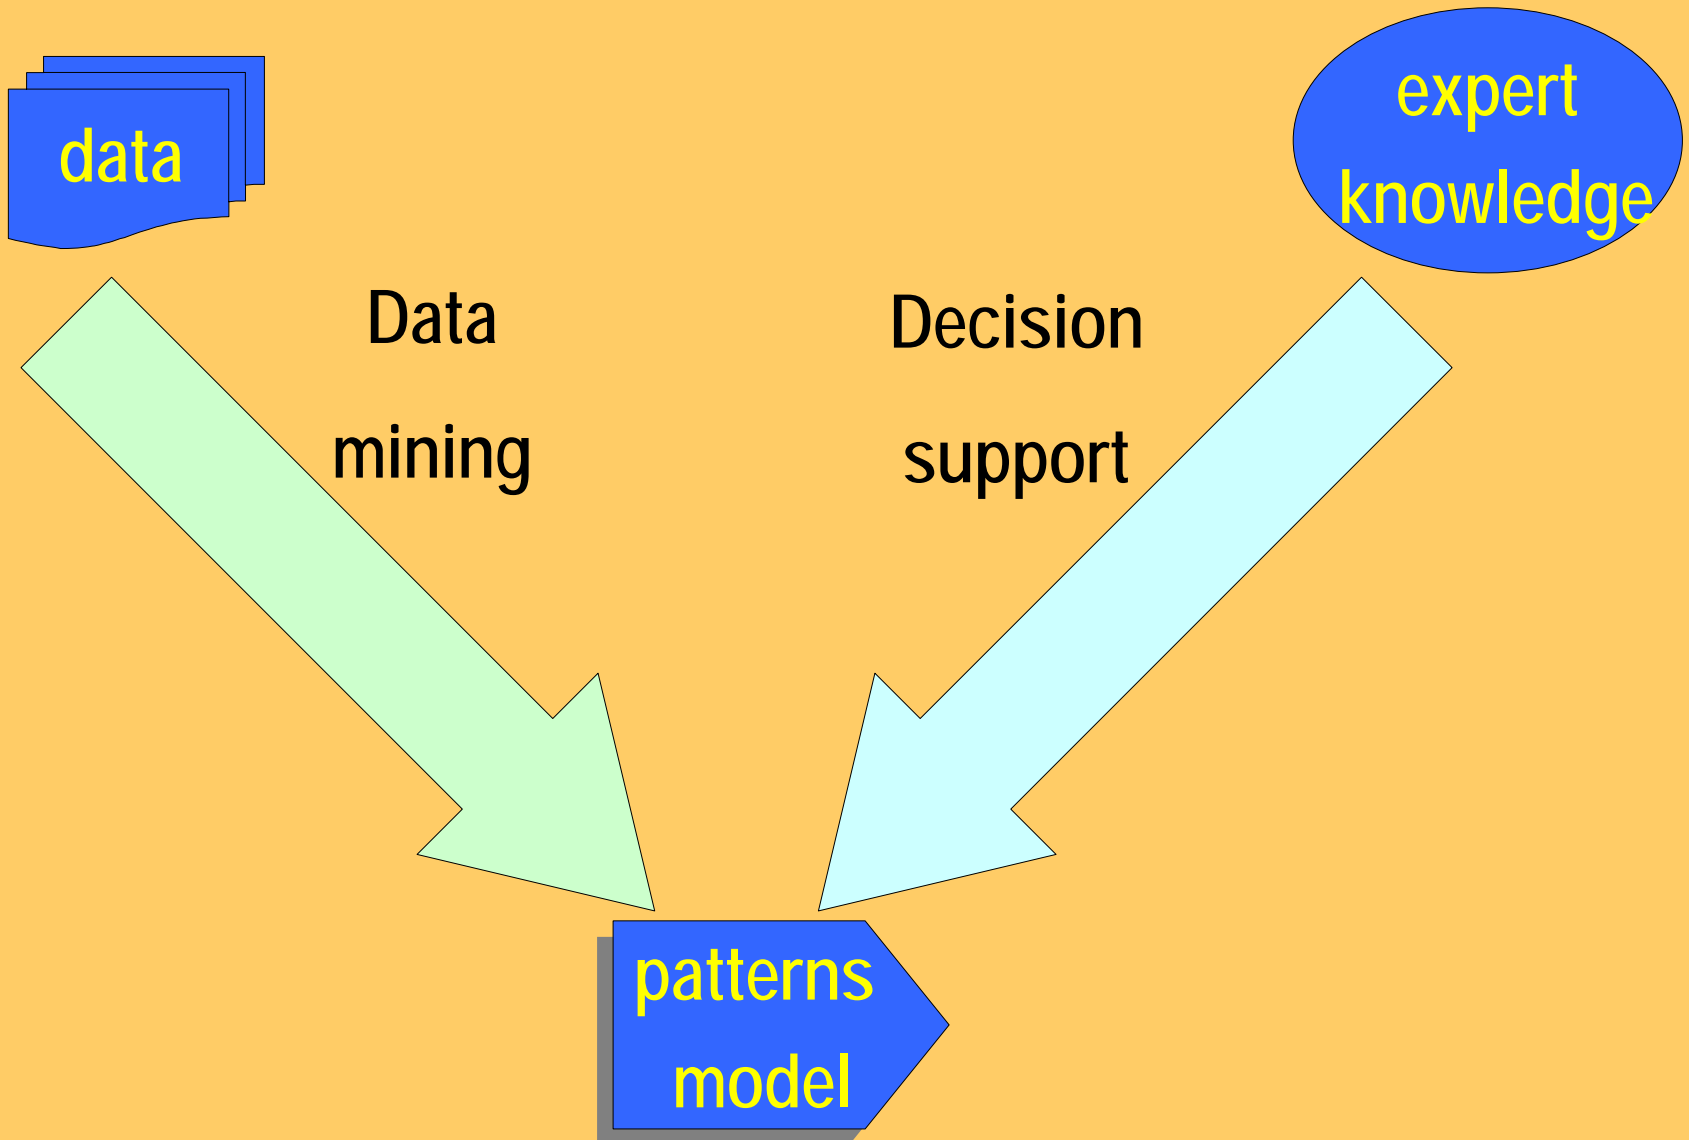 data
expert
knowledge
Data
mining
Decision
support
patterns
model